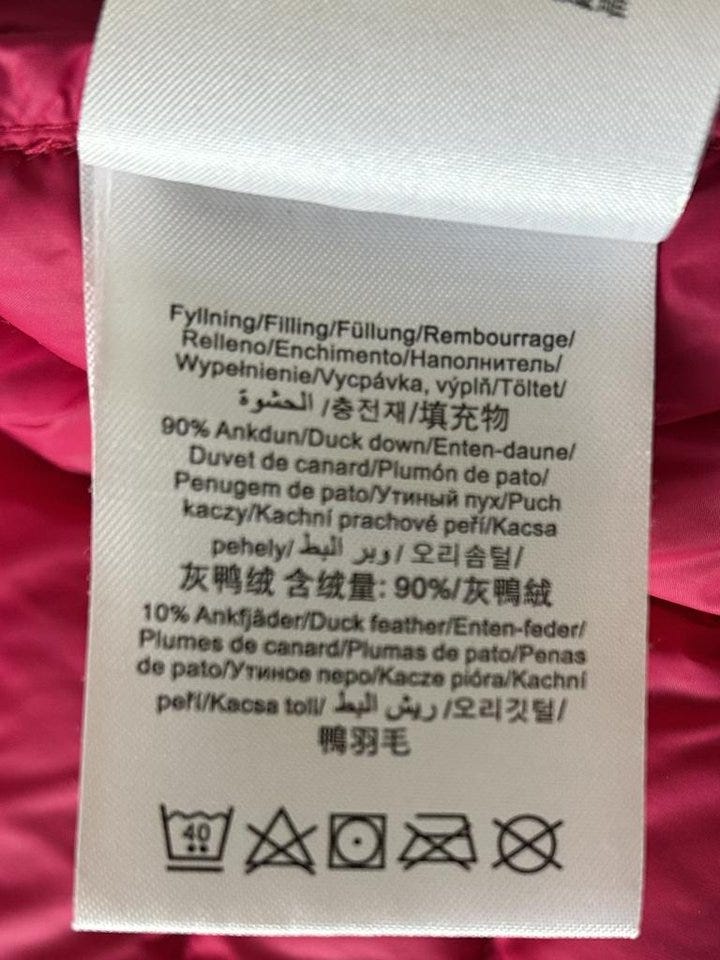 Fyllning/Filling/Füllung/Rembourrage/
Relleno/Enchimento/Наполнитель/
Wypełnienie/Vycpávka, výplň/Töltet/
الحشوة /충전재/填充物
90% Ankdun/Duck down/Enten-daune/
Duvet de canard/Plumón de pato/
Penugem de pato/Утиный пух/Puch
kaczy/Kachní prachové peří/Kacsa
pehely/ وبر البط / 오리솜털/
灰鸭绒 含绒量: 90%/灰鴨絨
10% Ankfjäder/Duck feather/Enten-feder/
Plumes de canard/Plumas de pato/Penas
de pato/Утиное перо/Kacze pióra/Kachní
peří/Kacsa toll/ ريش البط /오리깃털/
鴨羽毛
40